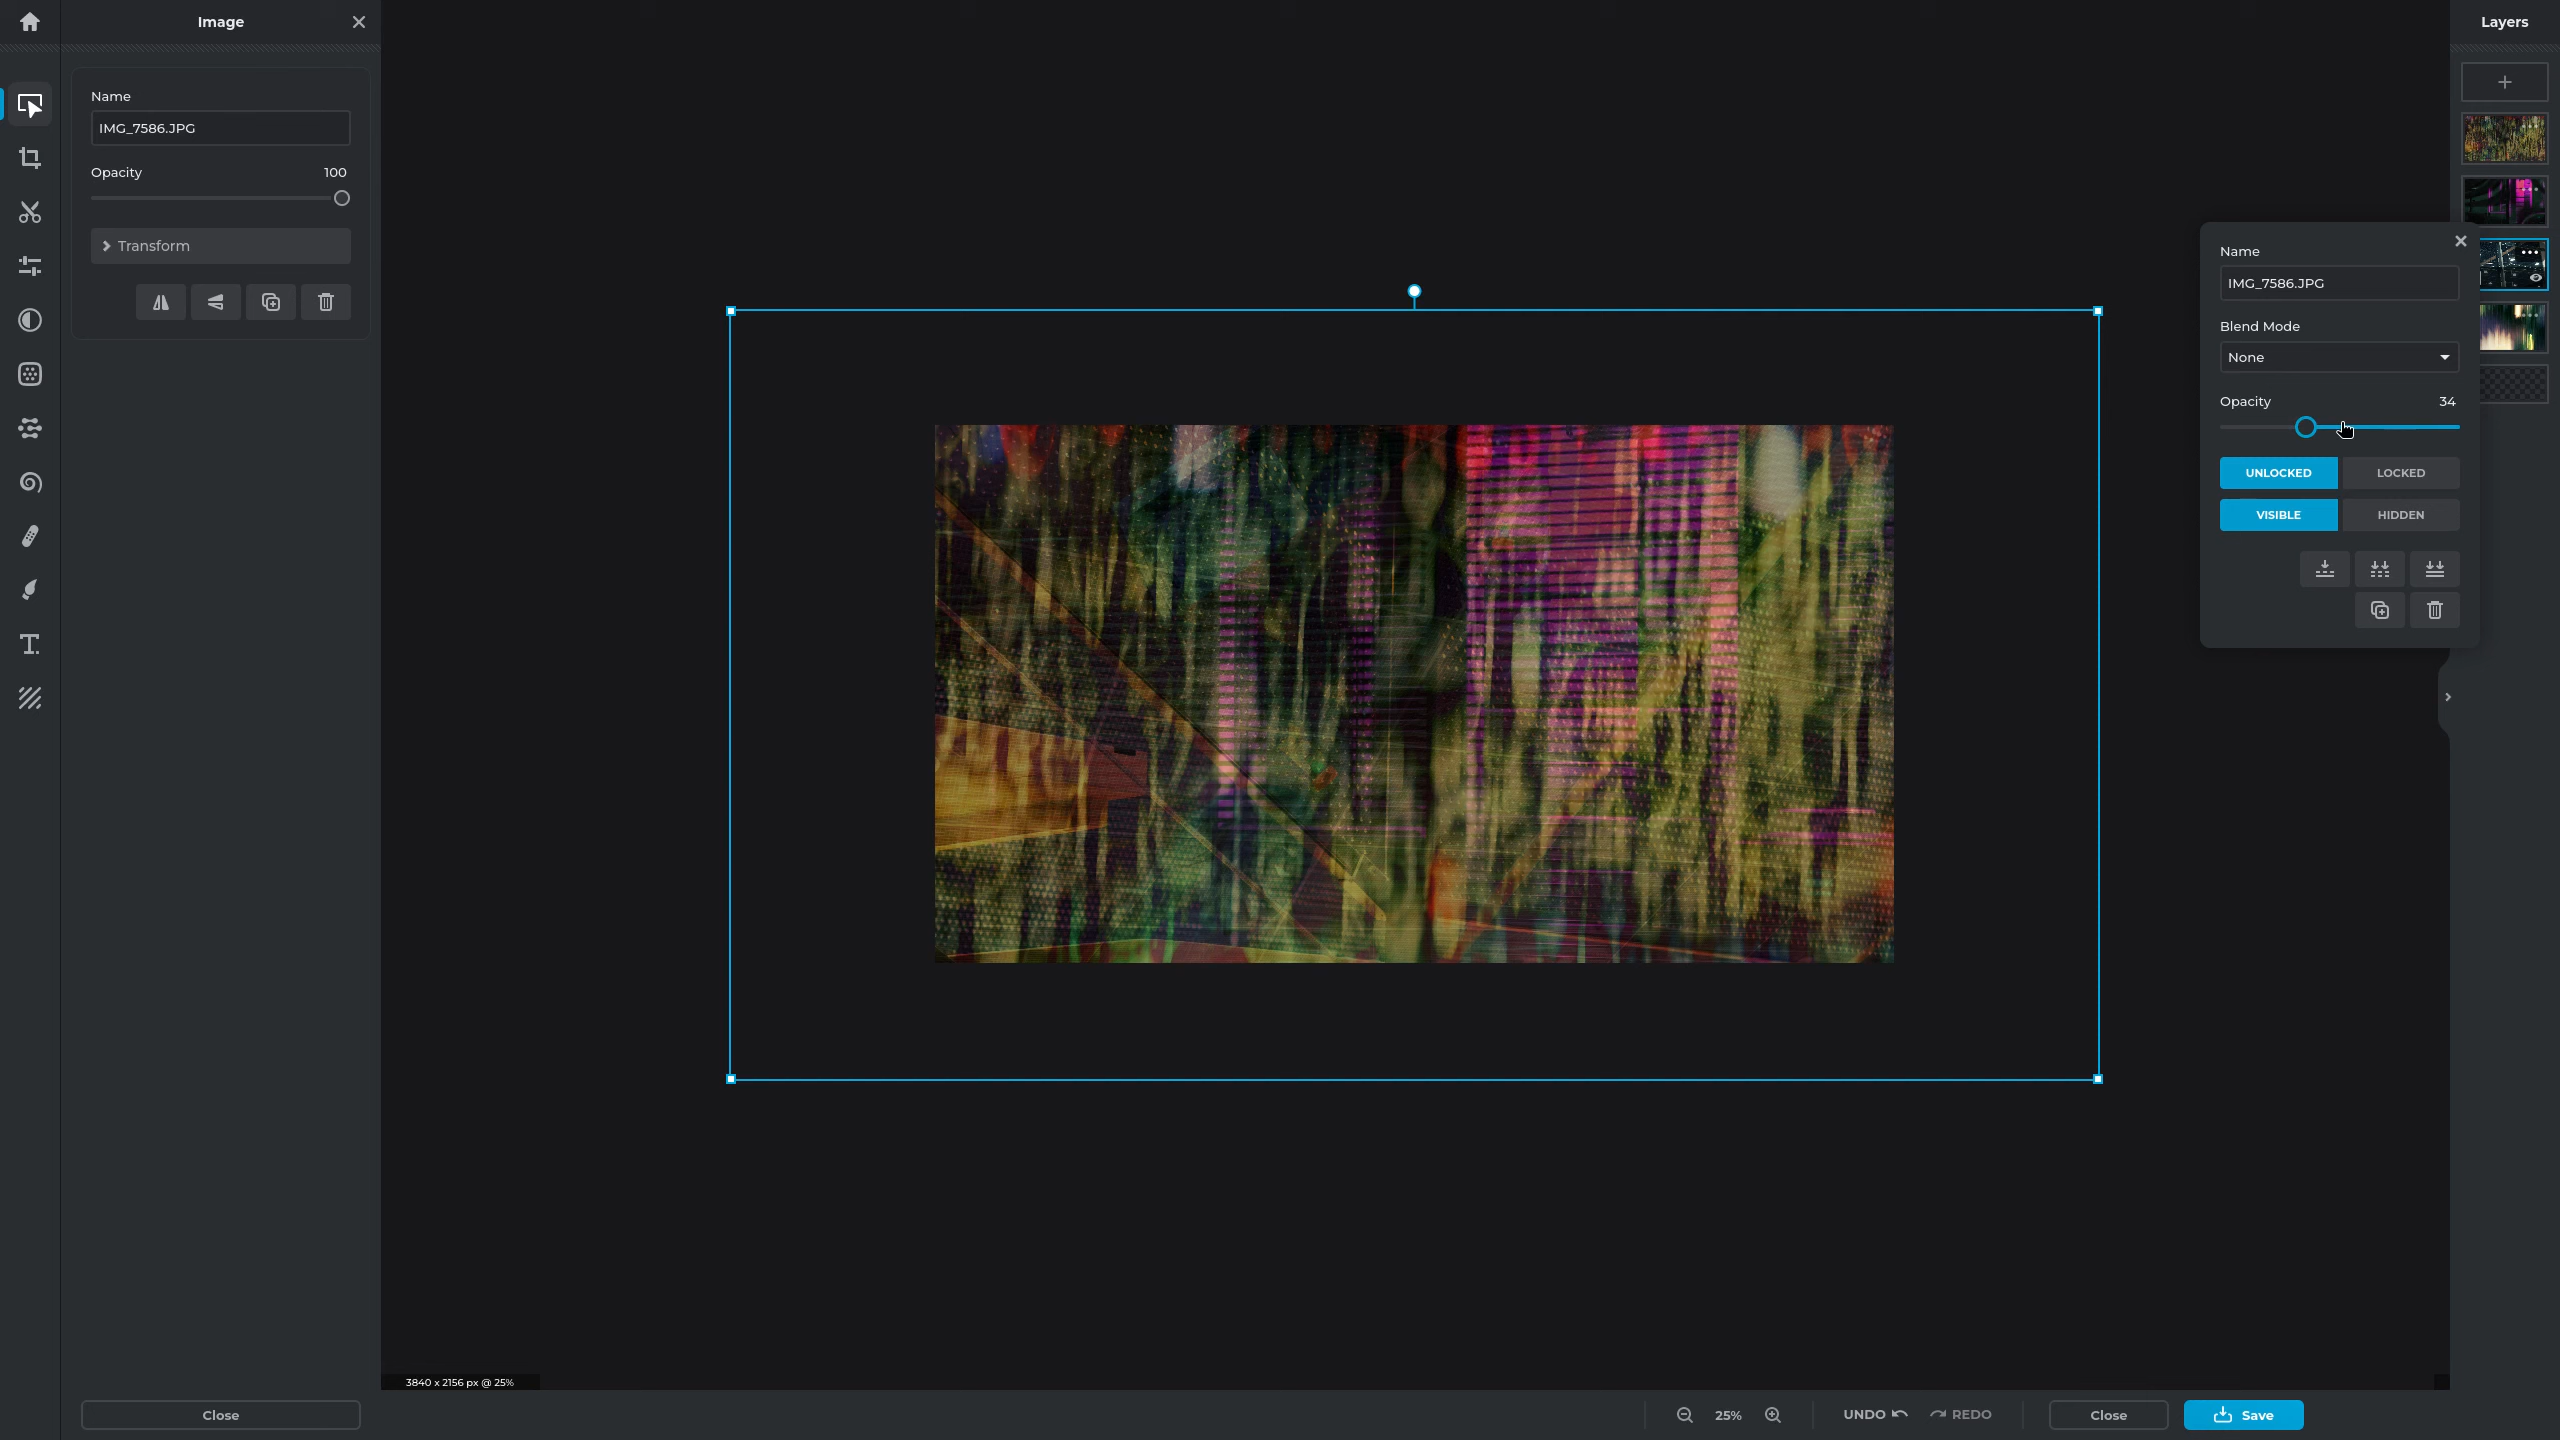 Image
Name
IMG_7586.JPG
Opacity 100
Transform
Close
3840 x 2156 px @ 25%
25%
UNDO
REDO
Close
Save
Layers
Name
IMG_7586.JPG
Blend Mode
None
Opacity 34
UNLOCKED LOCKED
VISIBLE HIDDEN